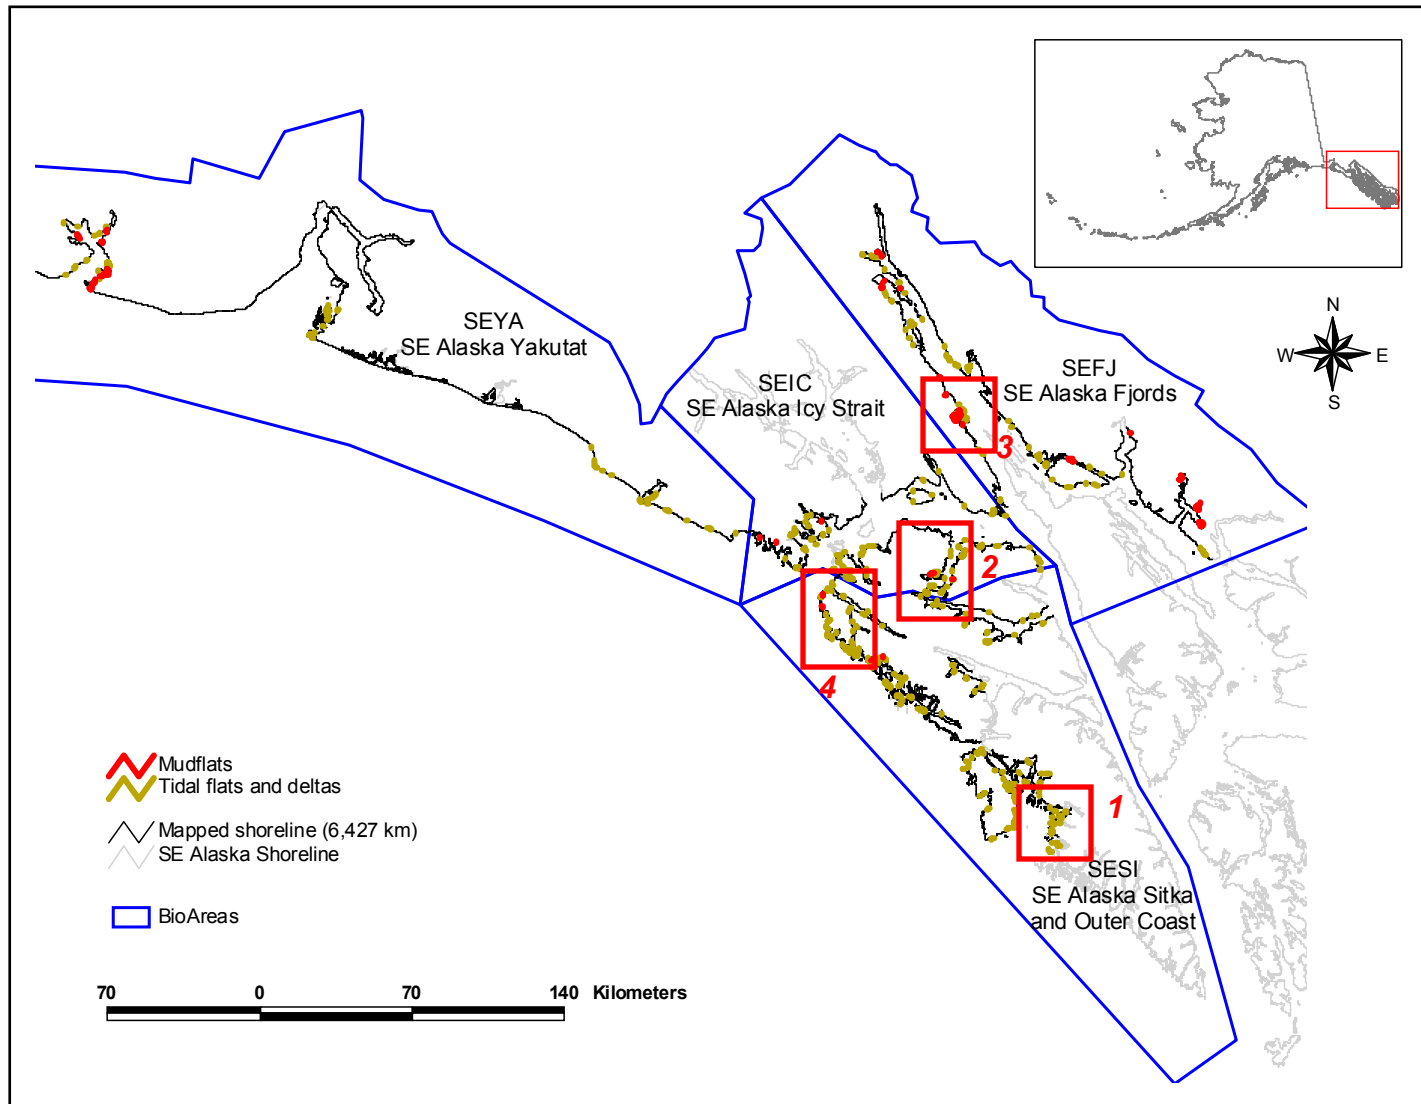 N
W E
S
SEYA
SE Alaska Yakutat
SEIC
SE Alaska Icy Strait
SEFJ
SE Alaska Fjords
3
2
4
1
SESI
SE Alaska Sitka
and Outer Coast
Mudflats
Tidal flats and deltas
Mapped shoreline (6,427 km)
SE Alaska Shoreline
BioAreas
70 0 70 140 Kilometers